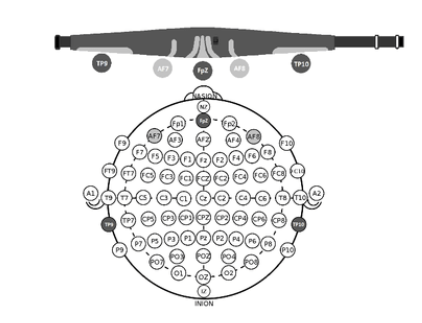 TP9 AF7 FpZ AF8 TP10
NASION
NZ
Fp1 FpZ Fp2
AF7 AF3 AFZ AF4 AF8
F9 F7 F5 F3 F1 Fz F2 F4 F6 F8 F10
FT9 FT7 FC5 FC3 FC1 FCZ FC2 FC4 FC6 FC8 FC10
A1 T9 T7 C5 C3 C1 Cz C2 C4 C6 T8 T10 A2
TP9 TP7 CP5 CP3 CP1 CPZ CP2 CP4 CP6 CP8 TP10
P9 P7 P5 P3 P1 Pz P2 P4 P6 P8 P10
PO7 PO3 POZ PO4 PO8
O1 OZ O2
IZ
INION